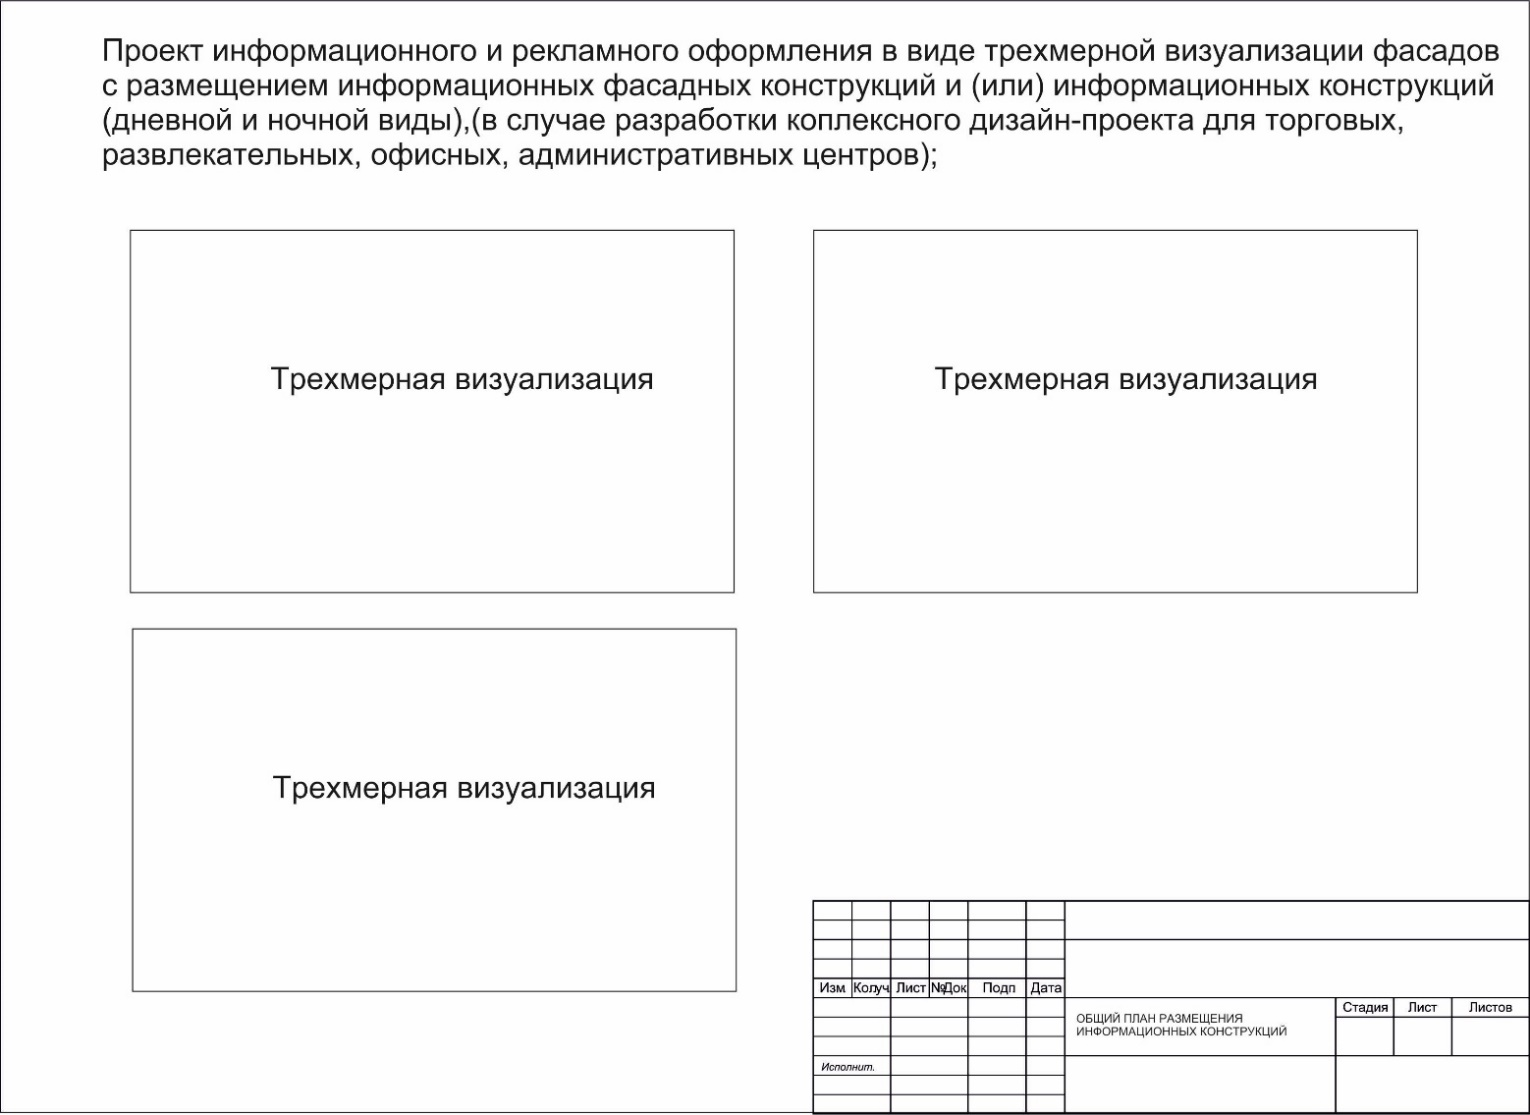 Проект информационного и рекламного оформления в виде трехмерной визуализации фасадов
с размещением информационных фасадных конструкций и (или) информационных конструкций
(дневной и ночной виды),(в случае разработки коплексного дизайн-проекта для торговых,
развлекательных, офисных, административных центров);
Трехмерная визуализация
Трехмерная визуализация
Трехмерная визуализация
Изм Колуч Лист №Док Подп Дата
Стадия Лист Листов
ОБЩИЙ ПЛАН РАЗМЕЩЕНИЯ
ИНФОРМАЦИОННЫХ КОНСТРУКЦИЙ
Исполнит.